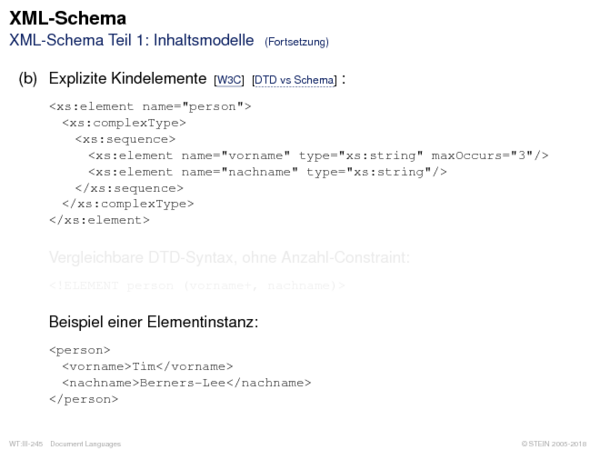 XML-Schema
XML-Schema Teil 1: Inhaltsmodelle (Fortsetzung)
(b) Explizite Kindelemente [W3C] [DTD vs Schema] :
<xs:element name="person">
<xs:complexType>
<xs:sequence>
<xs:element name="vorname" type="xs:string" maxOccurs="3"/>
<xs:element name="nachname" type="xs:string"/>
</xs:sequence>
</xs:complexType>
</xs:element>
Vergleichbare DTD-Syntax, ohne Anzahl-Constraint:
<!ELEMENT person (vorname+, nachname)>
Beispiel einer Elementinstanz:
<person>
<vorname>Tim</vorname>
<nachname>Berners-Lee</nachname>
</person>
WT:III-246 Document Languages © STEIN 2005-2018